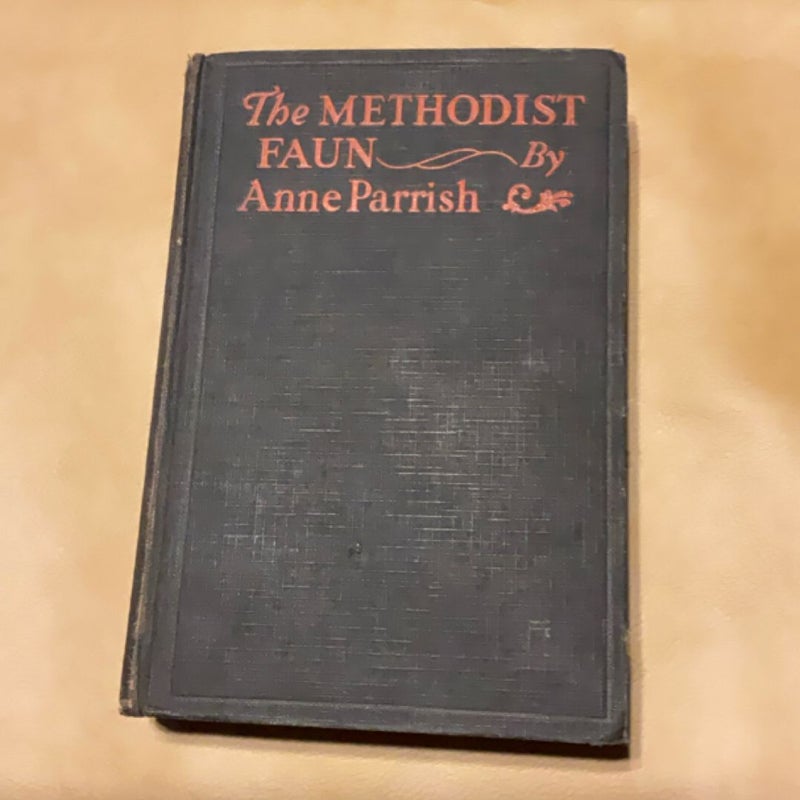 The METHODIST
FAUN By
Anne Parrish